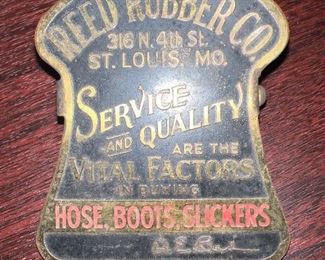 REED RUBBER CO.
316 N. 4th St.
ST. LOUIS, MO.
SERVICE
AND QUALITY
ARE THE
VITAL FACTORS
IN BUYING
HOSE, BOOTS, SLICKERS